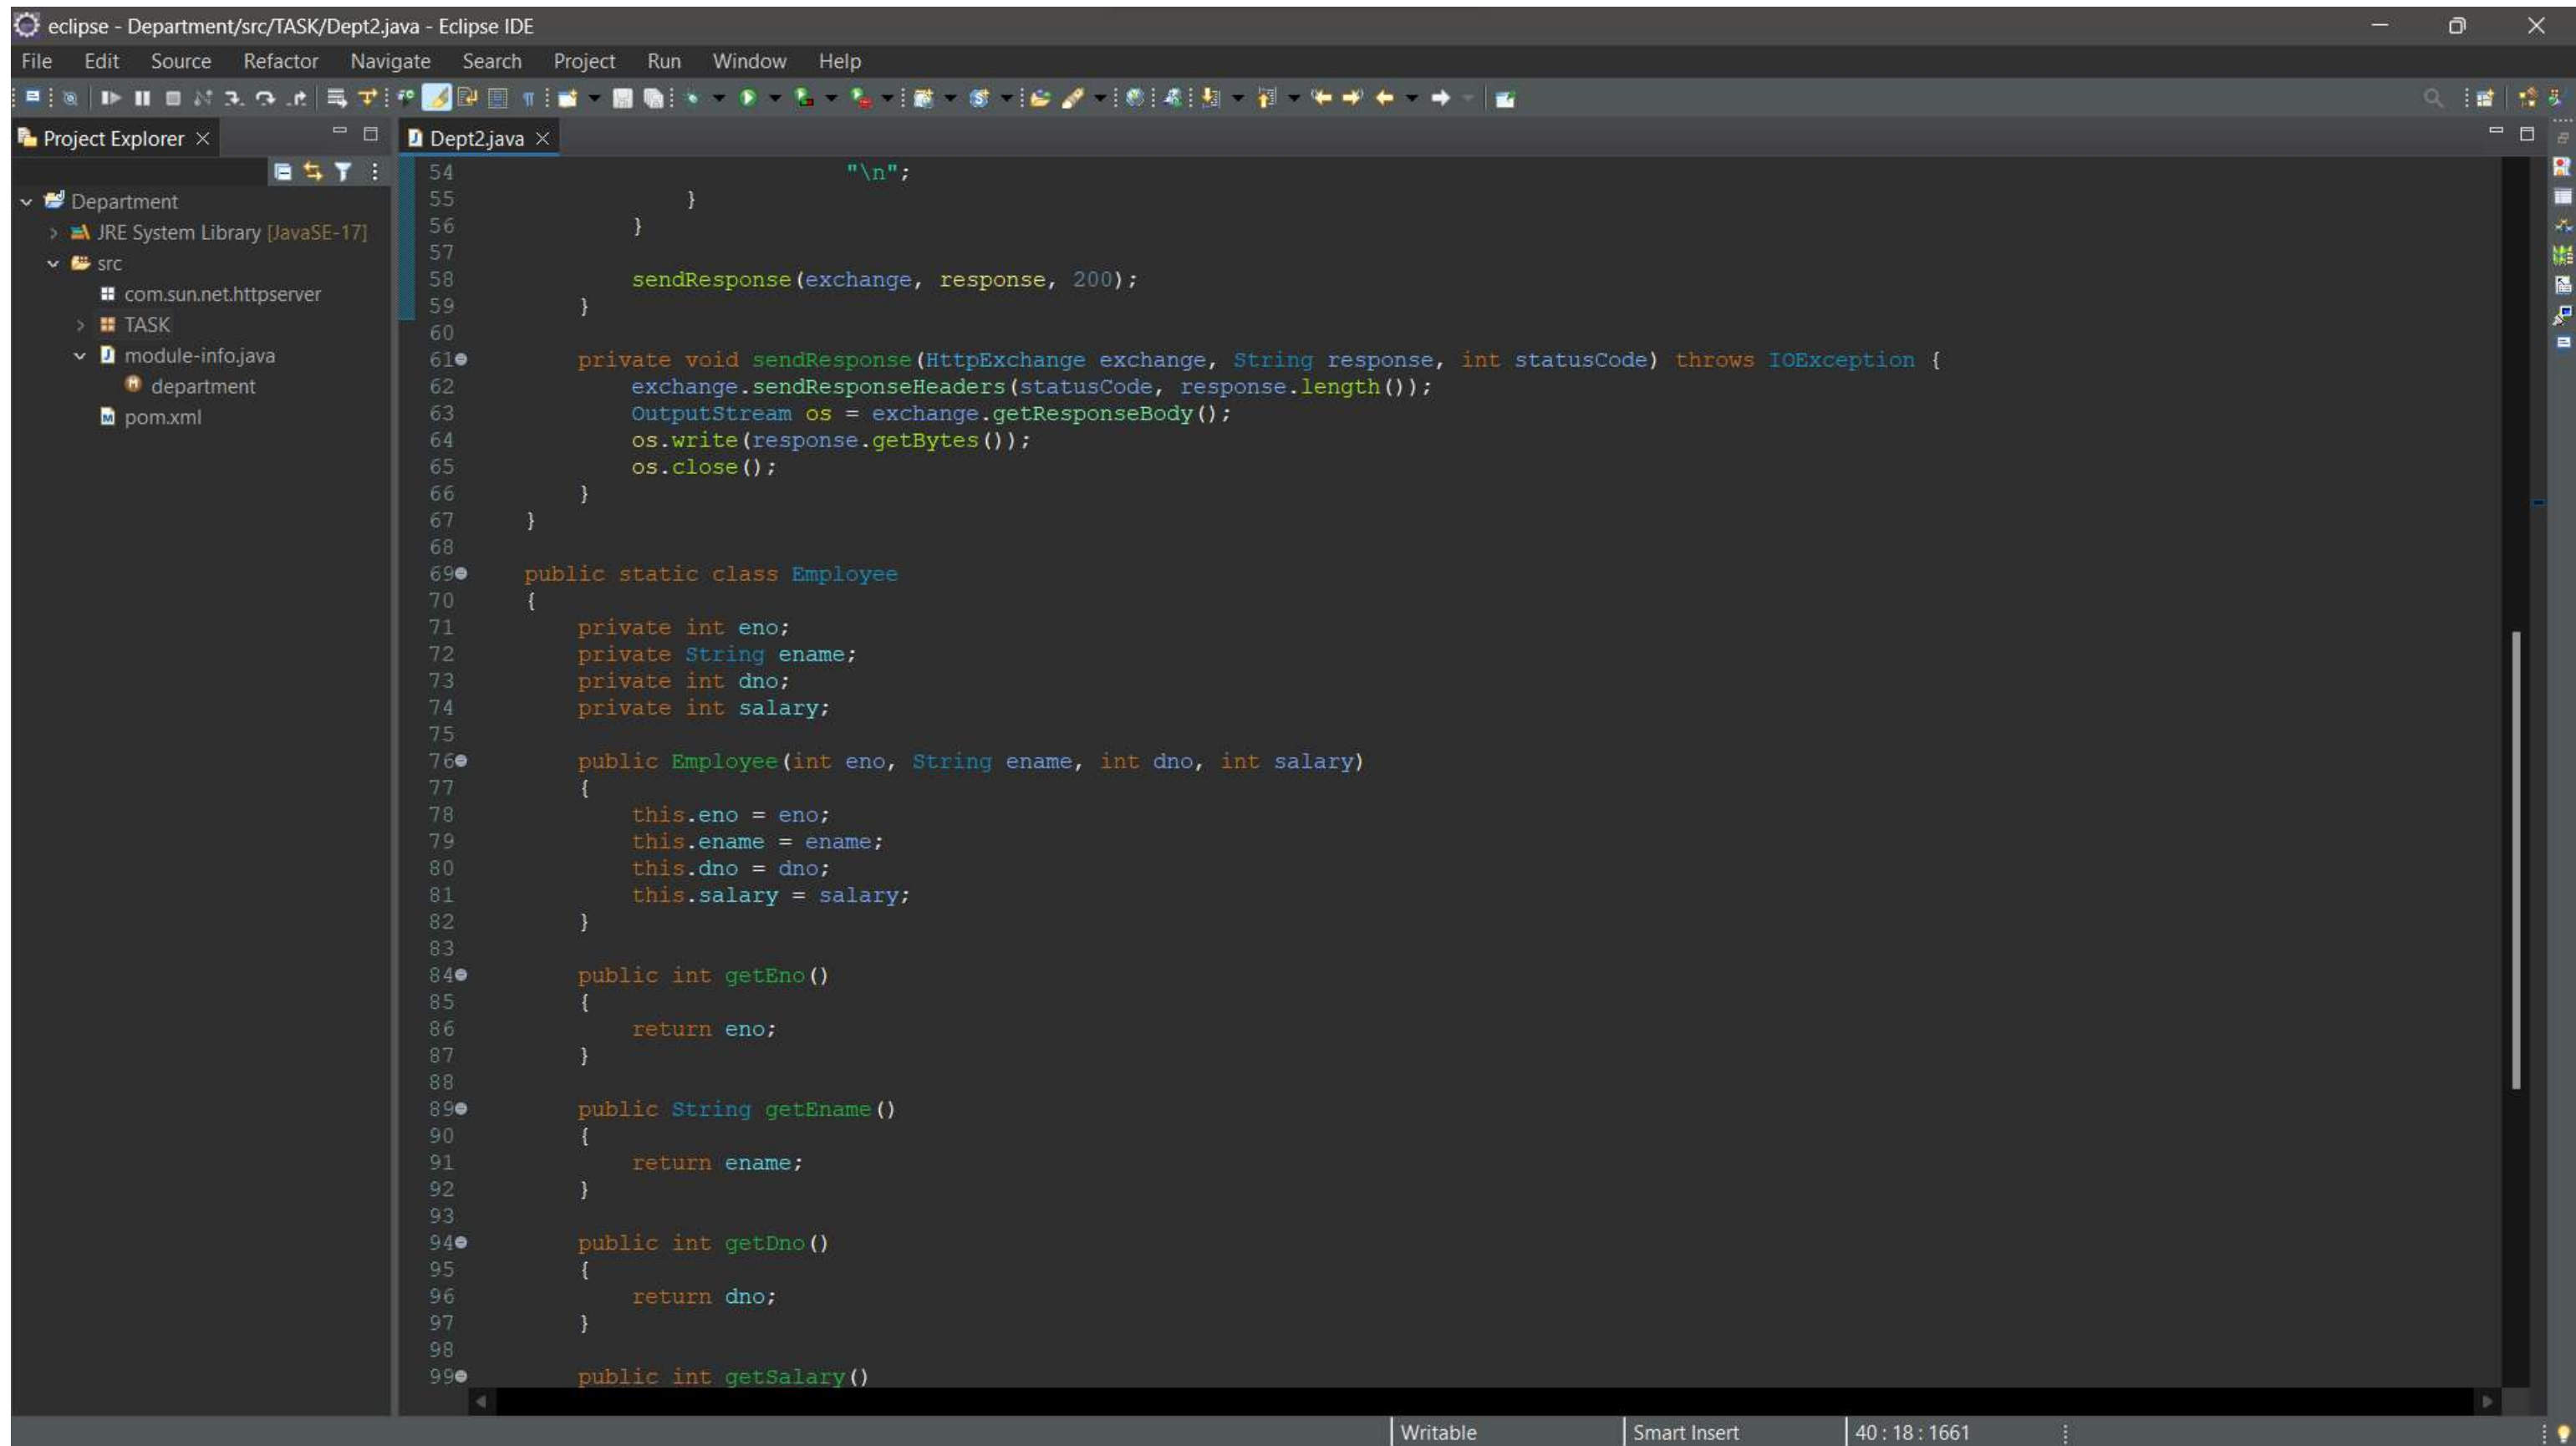 eclipse - Department/src/TASK/Dept2.java - Eclipse IDE
File Edit Source Refactor Navigate Search Project Run Window Help
Project Explorer
Department
JRE System Library [JavaSE-17]
src
com.sun.net.httpserver
TASK
module-info.java
department
pom.xml
Dept2.java
54 "\n";
55 }
56 }
57
58 sendResponse(exchange, response, 200);
59 }
60
61 private void sendResponse(HttpExchange exchange, String response, int statusCode) throws IOException {
62 exchange.sendResponseHeaders(statusCode, response.length());
63 OutputStream os = exchange.getResponseBody();
64 os.write(response.getBytes());
65 os.close();
66 }
67 }
68
69 public static class Employee
70 {
71 private int eno;
72 private String ename;
73 private int dno;
74 private int salary;
75
76 public Employee(int eno, String ename, int dno, int salary)
77 {
78 this.eno = eno;
79 this.ename = ename;
80 this.dno = dno;
81 this.salary = salary;
82 }
83
84 public int getEno()
85 {
86 return eno;
87 }
88
89 public String getEname()
90 {
91 return ename;
92 }
93
94 public int getDno()
95 {
96 return dno;
97 }
98
99 public int getSalary()
Writable Smart Insert 40 : 18 : 1661